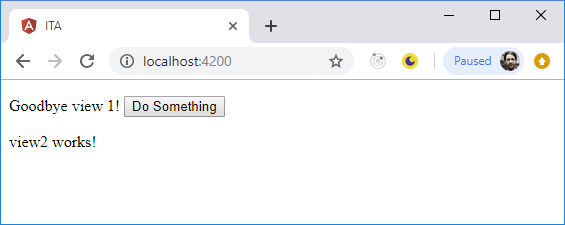 ITA
localhost:4200
Paused
Goodbye view 1! Do Something
view2 works!